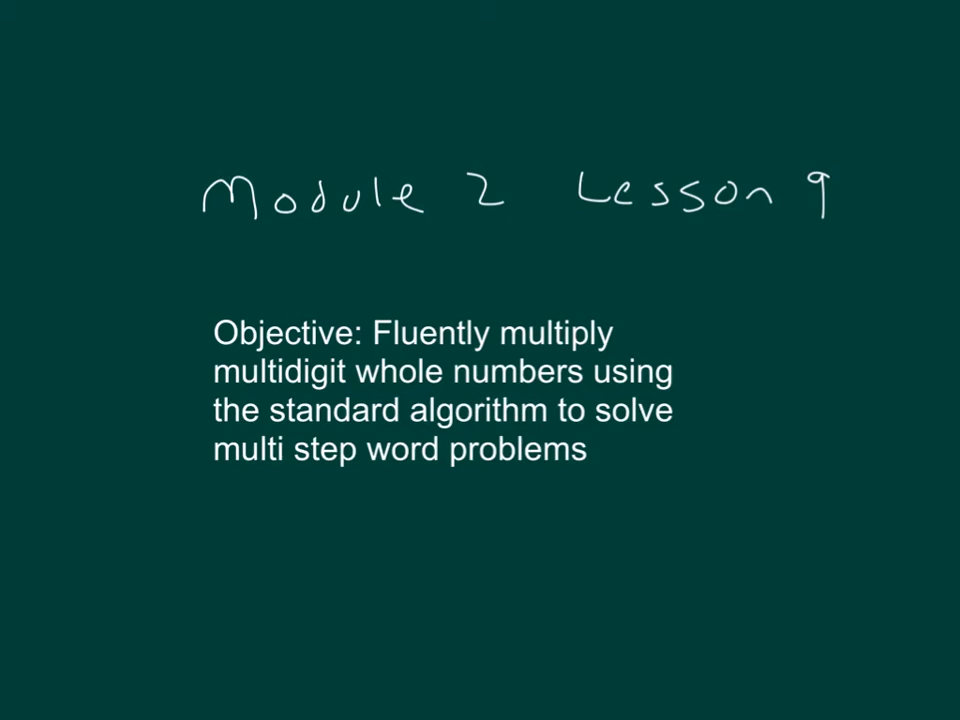 Module 2 Lesson 9
Objective: Fluently multiply
multidigit whole numbers using
the standard algorithm to solve
multi step word problems